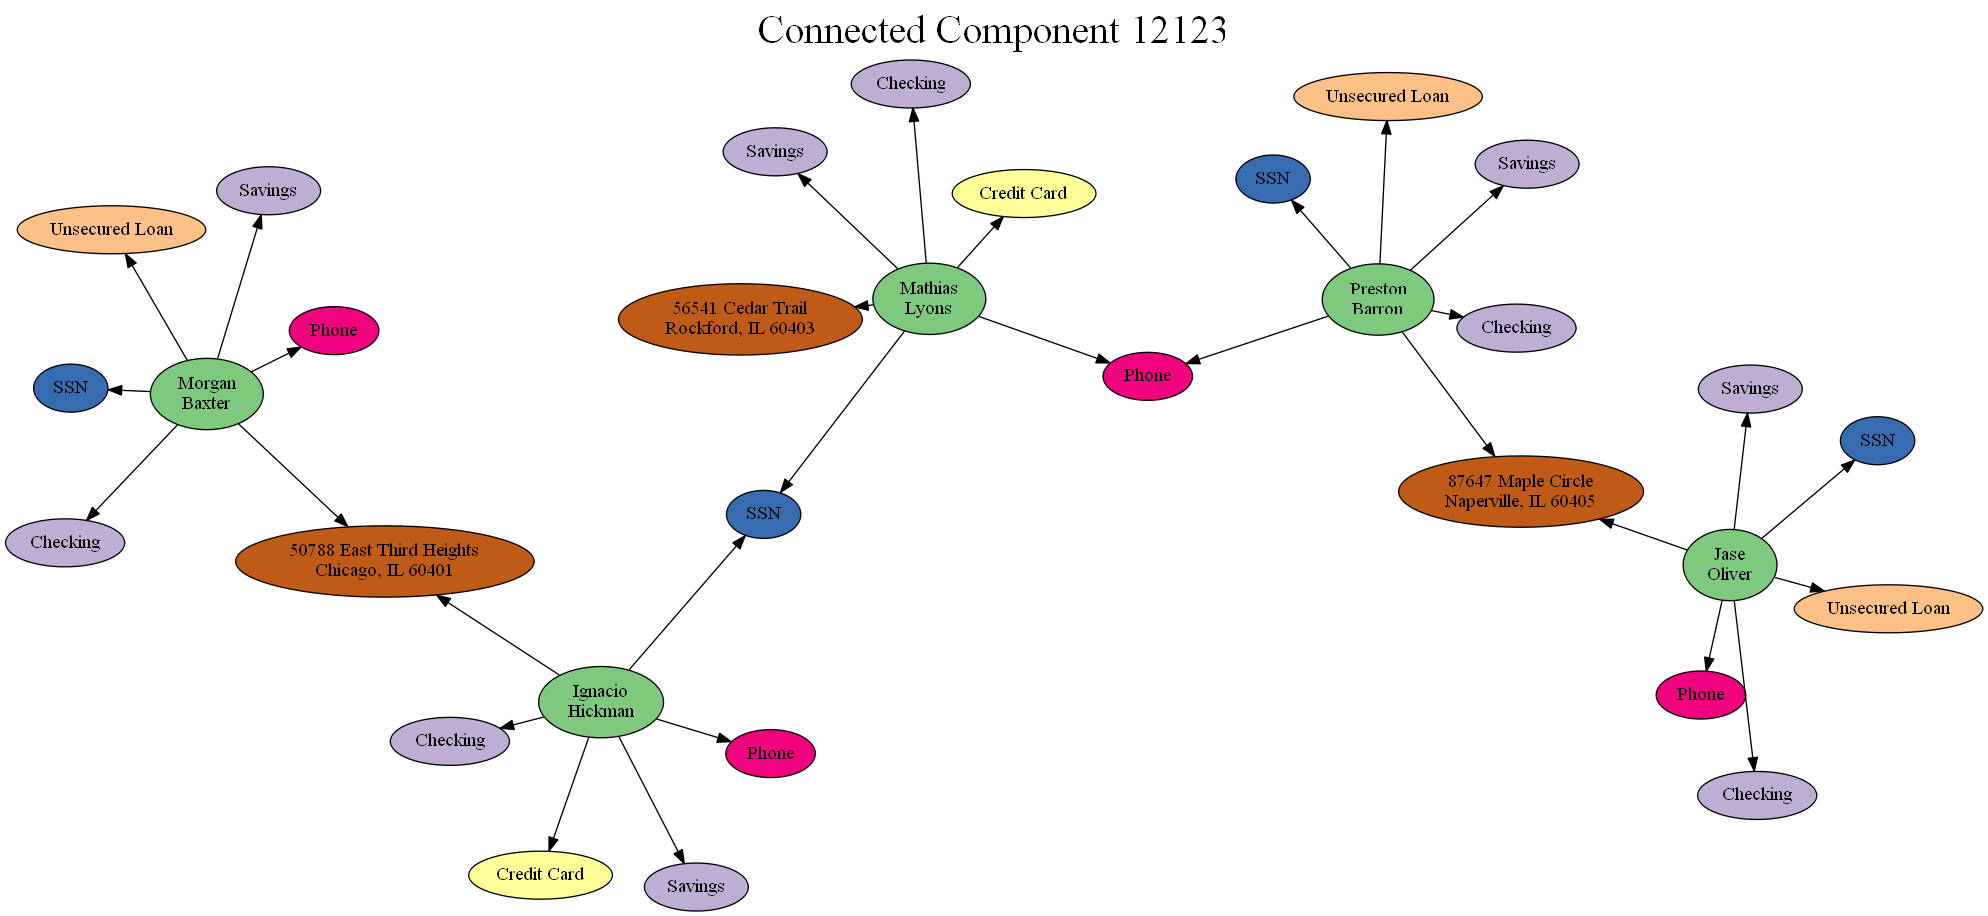 Connected Component 12123
Checking
Unsecured Loan
Savings
Savings
SSN
Savings
Credit Card
Unsecured Loan
Mathias
Lyons
Preston
Barron
56541 Cedar Trail
Rockford, IL 60403
Checking
Phone
Phone
Morgan
Baxter
SSN
Savings
SSN
87647 Maple Circle
Naperville, IL 60405
SSN
Checking
50788 East Third Heights
Chicago, IL 60401
Jase
Oliver
Unsecured Loan
Ignacio
Hickman
Phone
Checking
Phone
Checking
Credit Card
Savings